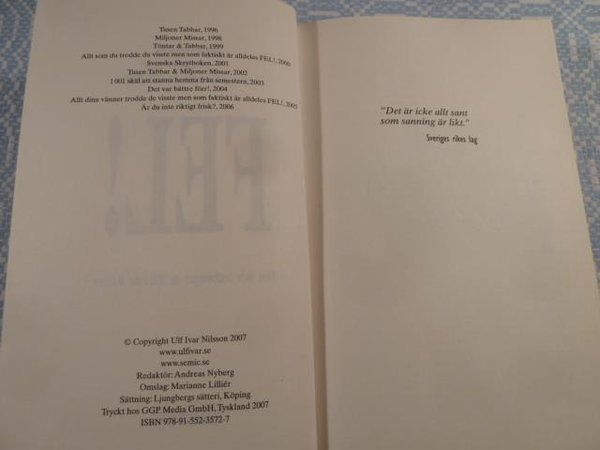 Tusen Tabbar, 1996
Miljoner Missar, 1998
Töntar & Tabbar, 1999
Allt som du trodde du visste men som faktiskt är alldeles FEL!, 2000
Svenska Skrytboken, 2001
Tusen Tabbar & Miljoner Missar, 2002
1001 skäl att stanna hemma från semestern, 2003
Det var bättre förr!, 2004
Allt dina vänner trodde de visste men som faktiskt är alldeles FEL!, 2005
Är du inte riktigt frisk?, 2006
FEL!
© Copyright Ulf Ivar Nilsson 2007
www.ulfivar.se
www.semic.se
Redaktör: Andreas Nyberg
Omslag: Marianne Lilliér
Sättning: Ljungbergs sätteri, Köping
Tryckt hos GGP Media GmbH, Tyskland 2007
ISBN 978-91-552-3572-7
"Det är icke allt sant
som sanning är likt."
Sveriges rikes lag